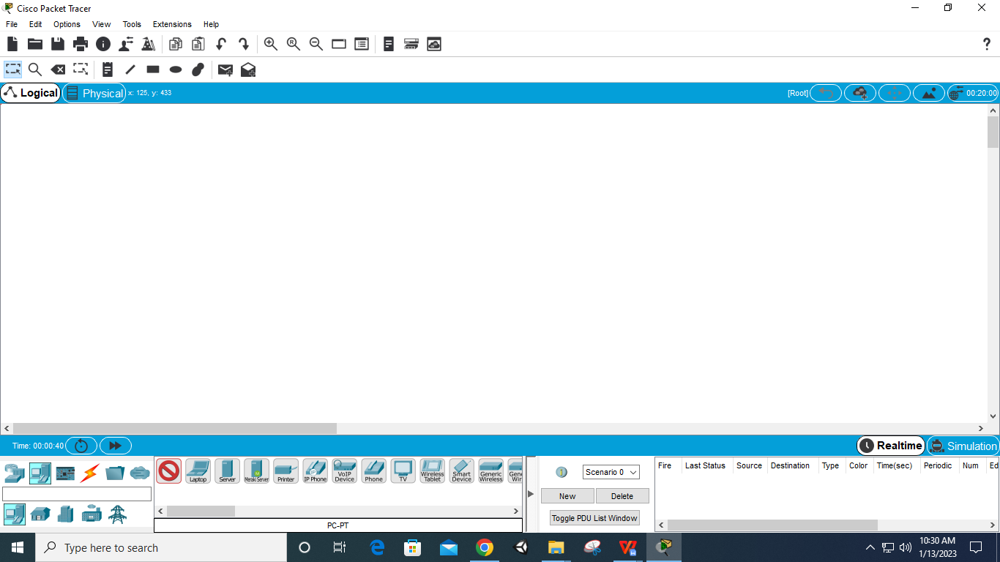 Cisco Packet Tracer
File Edit Options View Tools Extensions Help
Logical Physical x: 125, y: 433 [Root] 00:20:00
Time: 00:00:40 Realtime Simulation
Laptop Server Meraki Server Printer IP Phone VoIP Device Phone TV Wireless Tablet Smart Device Generic Wireless
PC-PT
Scenario 0
New Delete
Toggle PDU List Window
Fire Last Status Source Destination Type Color Time(sec) Periodic Num Ed
Type here to search
10:30 AM
1/13/2023